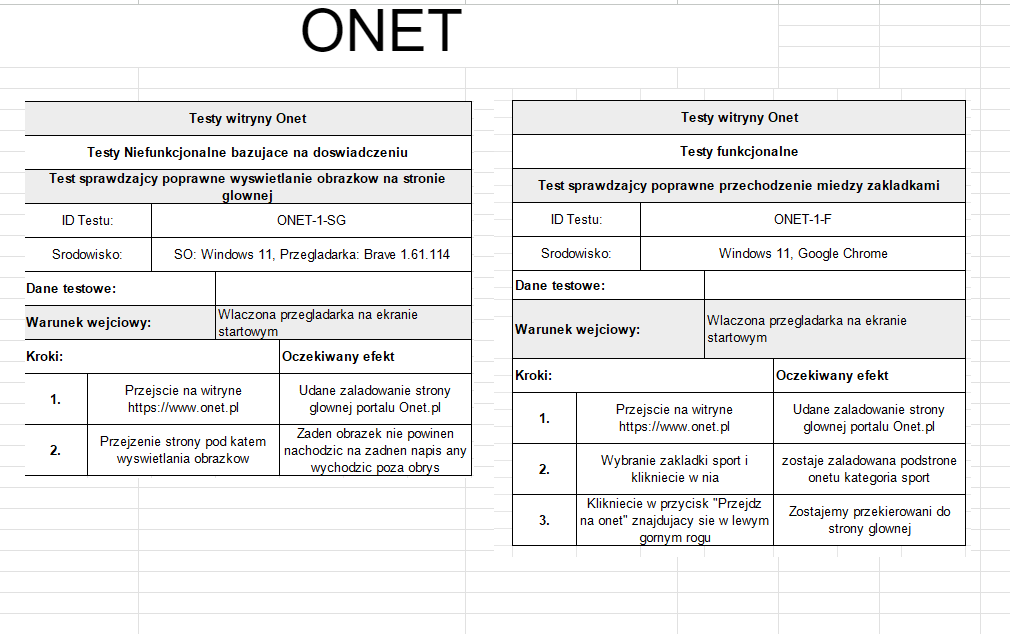 ONET
Testy witryny Onet
Testy Niefunkcjonalne bazujace na doswiadczeniu
Test sprawdzajcy poprawne wyswietlanie obrazkow na stronie
glownej
ID Testu:
ONET-1-SG
Srodowisko:
SO: Windows 11, Przegladarka: Brave 1.61.114
Dane testowe:
Warunek wejciowy:
Wlaczona przegladarka na ekranie
startowym
Kroki:
Oczekiwany efekt
1.
Przejscie na witryne
https://www.onet.pl
Udane zaladowanie strony
glownej portalu Onet.pl
2.
Przejzenie strony pod katem
wyswietlania obrazkow
Zaden obrazek nie powinen
nachodzic na zadnen napis any
wychodzic poza obrys
Testy witryny Onet
Testy funkcjonalne
Test sprawdzajcy poprawne przechodzenie miedzy zakladkami
ID Testu:
ONET-1-F
Srodowisko:
Windows 11, Google Chrome
Dane testowe:
Warunek wejciowy:
Wlaczona przegladarka na ekranie
startowym
Kroki:
Oczekiwany efekt
1.
Przejscie na witryne
https://www.onet.pl
Udane zaladowanie strony
glownej portalu Onet.pl
2.
Wybranie zakladki sport i
klikniecie w nia
zostaje zaladowana podstrone
onetu kategoria sport
3.
Klikniecie w przycisk "Przejdz
na onet" znajdujacy sie w lewym
gornym rogu
Zostajemy przekierowani do
strony glownej